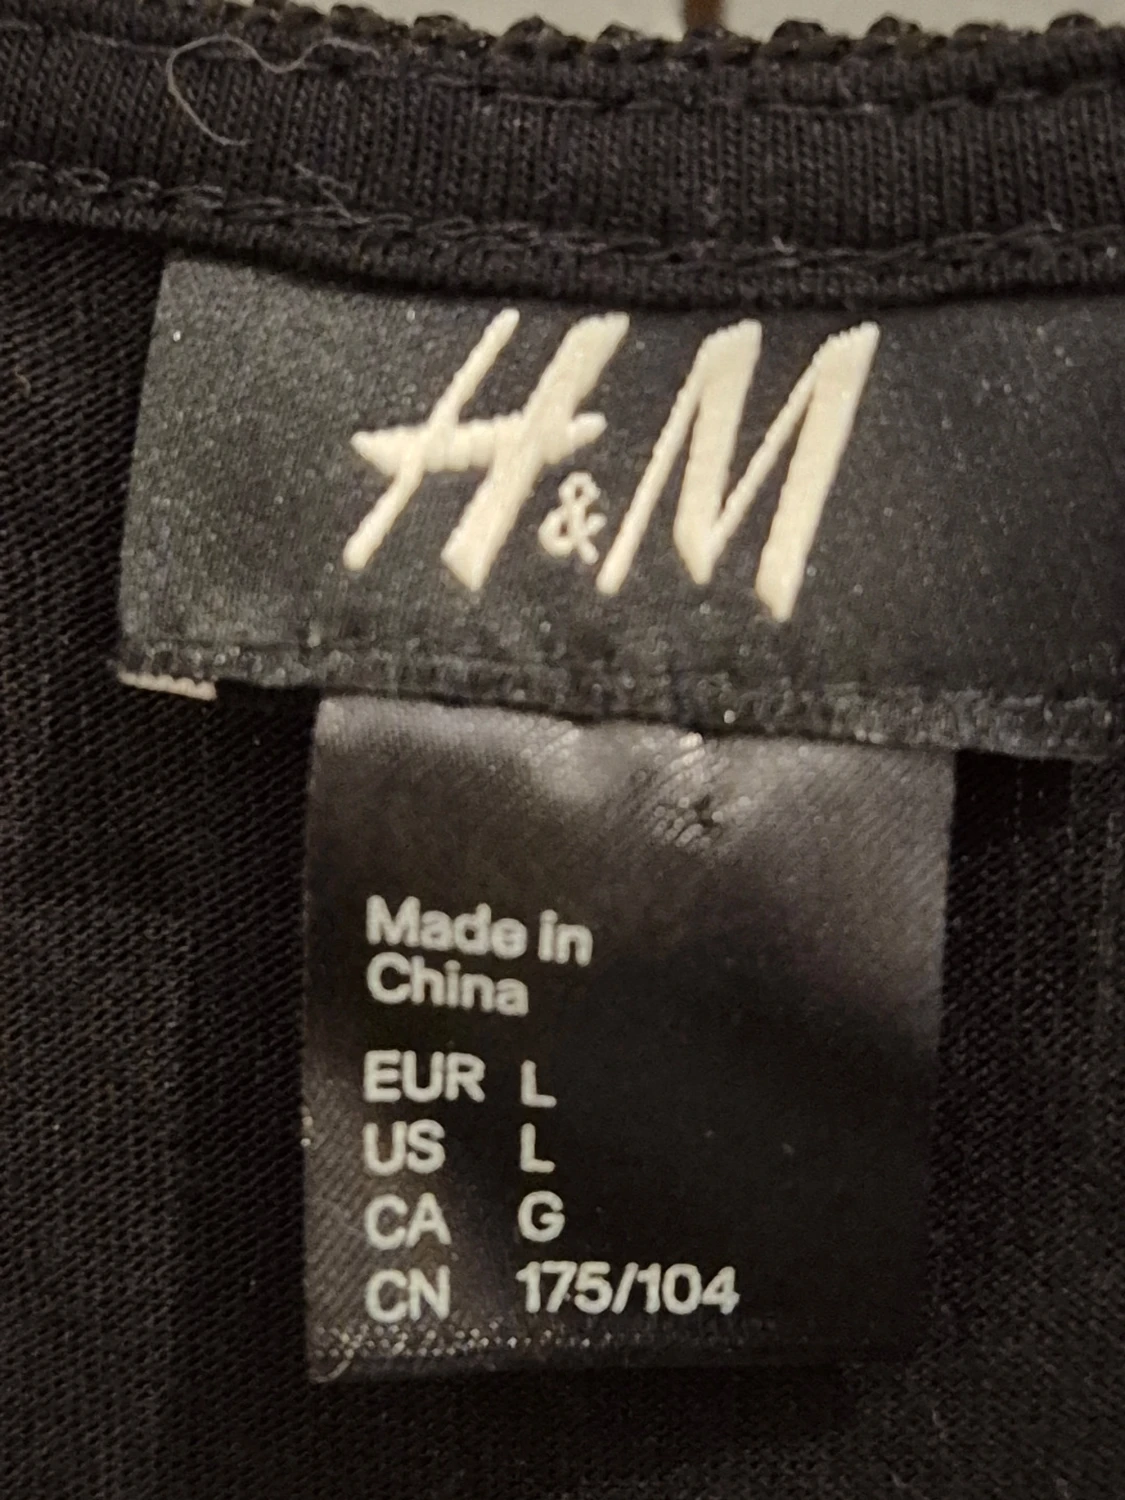 H&M
Made in
China
EUR L
US L
CA G
CN 175/104